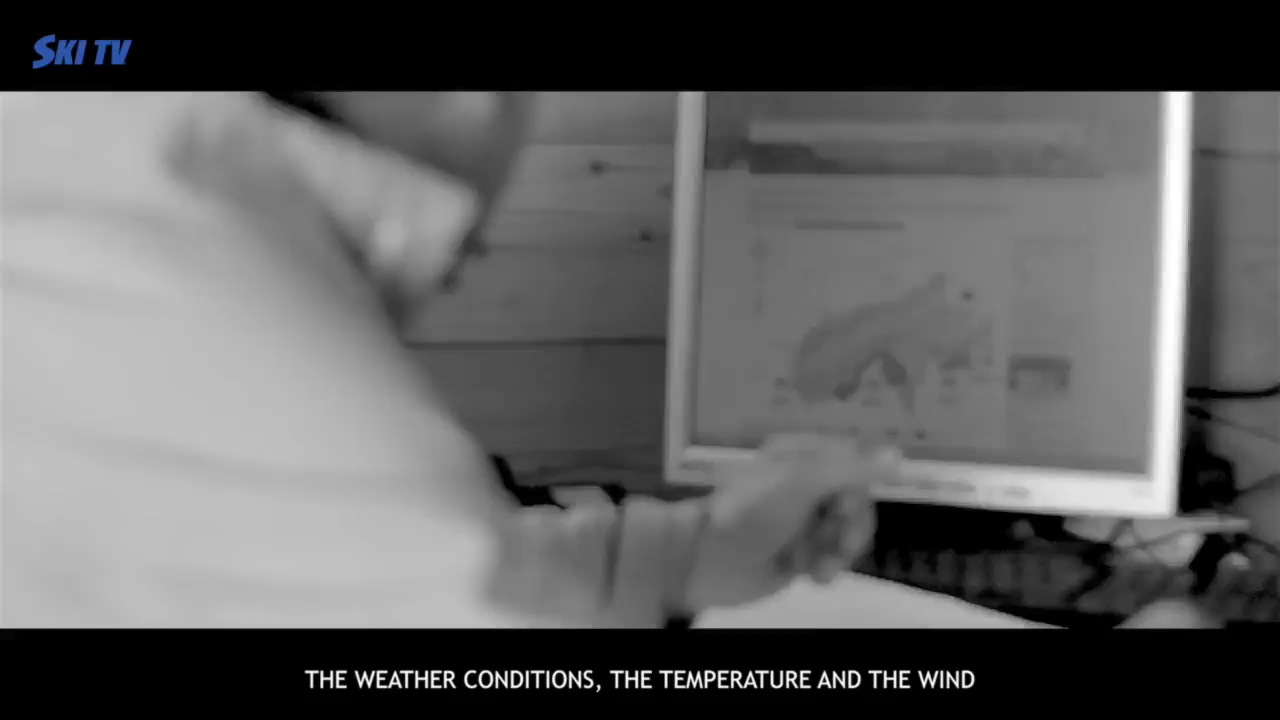 SKI TV
THE WEATHER CONDITIONS, THE TEMPERATURE AND THE WIND